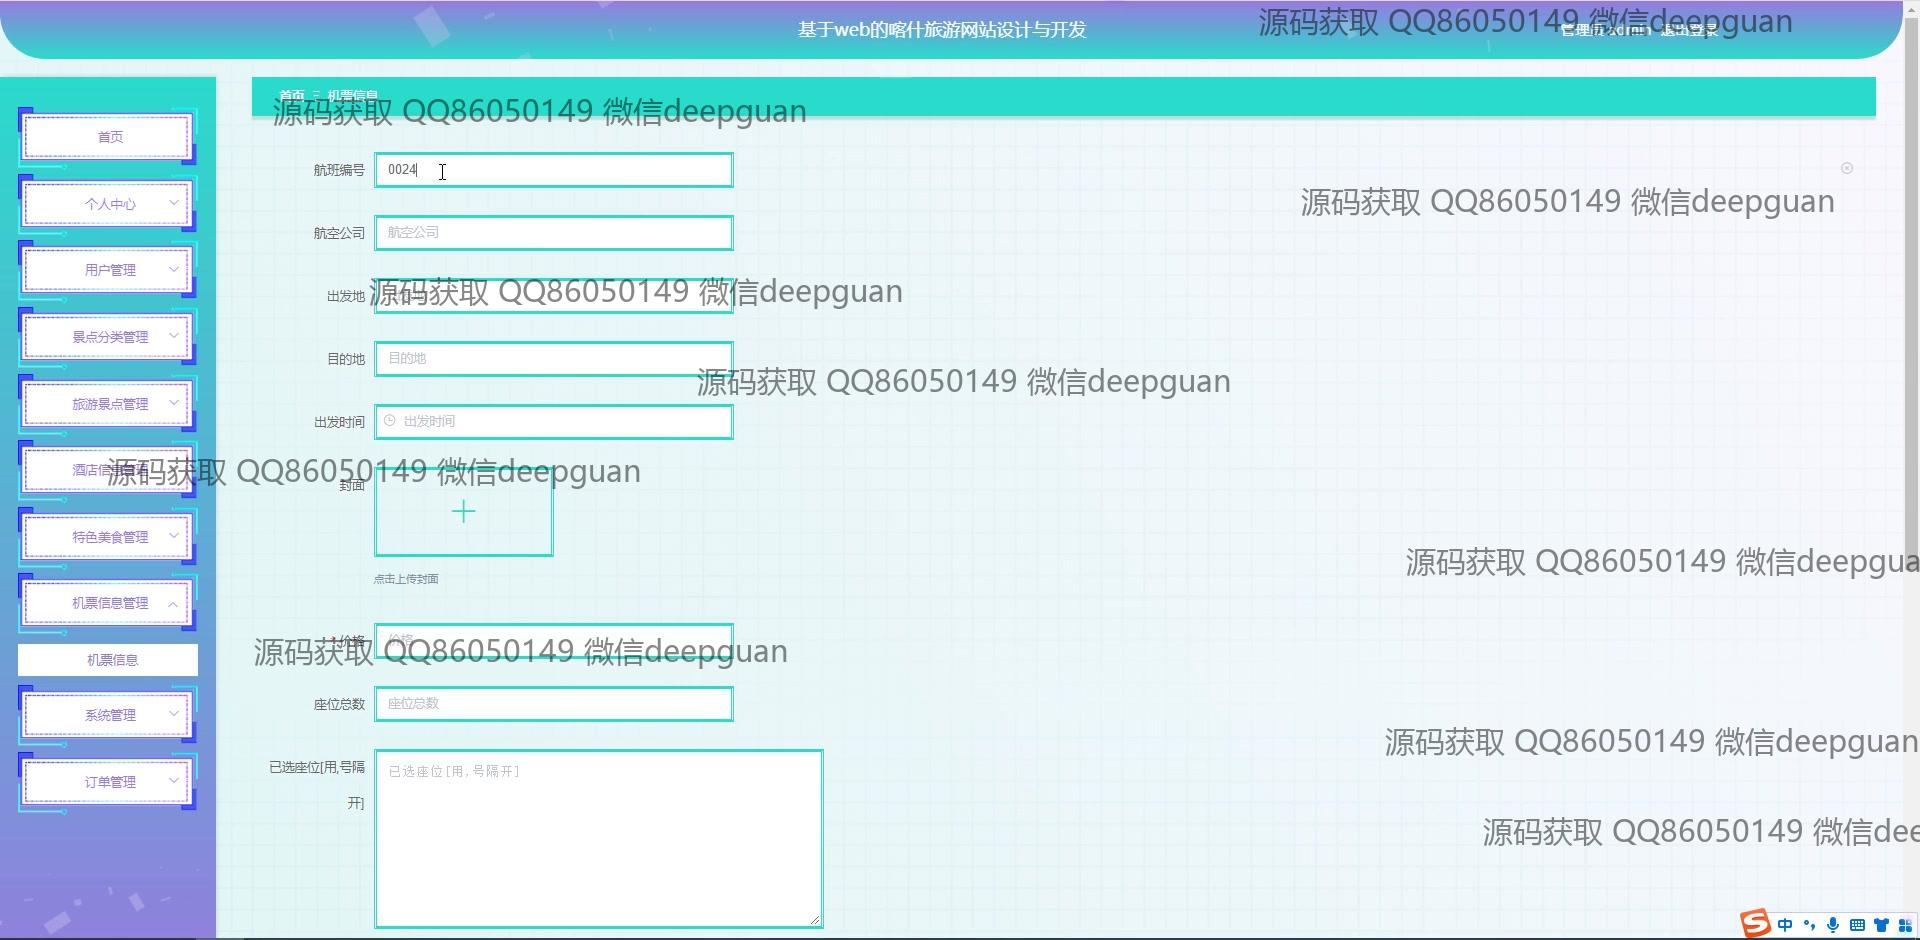 基于web的喀什旅游网站设计与开发
源码获取 QQ86050149 微信deepguan
管理员 admin 退出登录
首页 机票信息
源码获取 QQ86050149 微信deepguan
首页
航班编号 0024
个人中心
源码获取 QQ86050149 微信deepguan
航空公司 航空公司
用户管理
出发地
源码获取 QQ86050149 微信deepguan
景点分类管理
目的地 目的地
源码获取 QQ86050149 微信deepguan
旅游景点管理
出发时间 出发时间
源码获取 QQ86050149 微信deepguan
封面
特色美食管理
源码获取 QQ86050149 微信deepgua
点击上传封面
机票信息管理
*价格 价格
源码获取 QQ86050149 微信deepguan
机票信息
座位总数 座位总数
系统管理
源码获取 QQ86050149 微信deepguan
已选座位[用,号隔
开]
已选座位[用,号隔开]
订单管理
源码获取 QQ86050149 微信dee
中